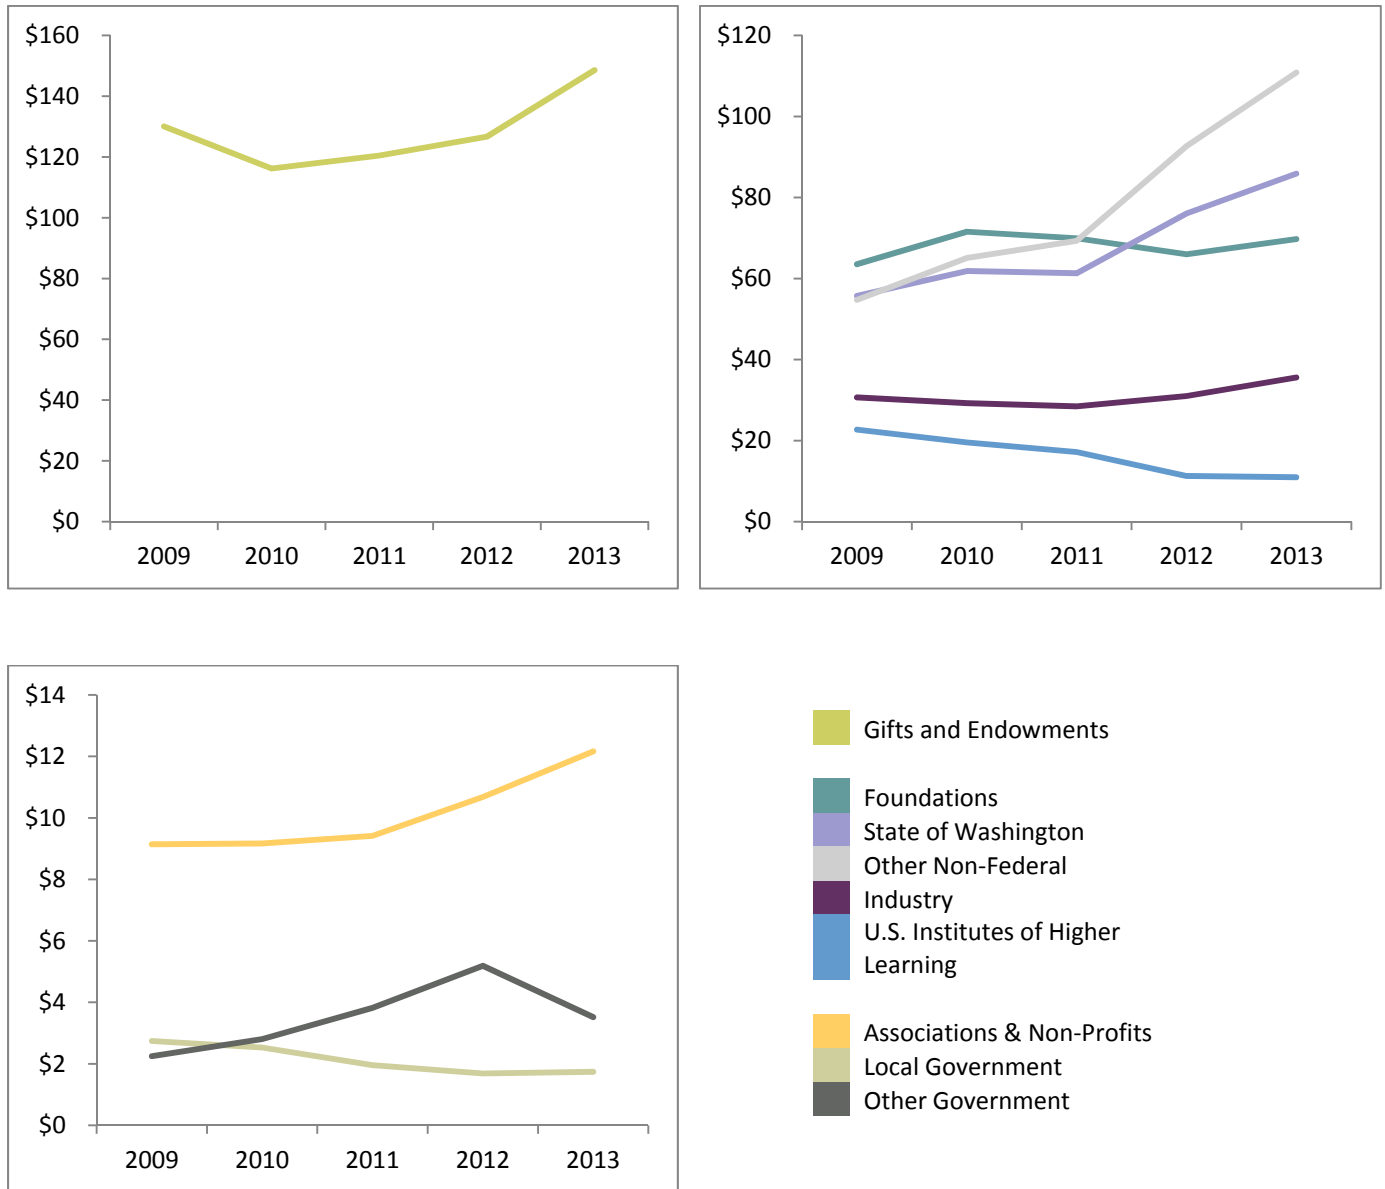 $160
$140
$120
$100
$80
$60
$40
$20
$0
2009 2010 2011 2012 2013
$120
$100
$80
$60
$40
$20
$0
2009 2010 2011 2012 2013
$14
$12
$10
$8
$6
$4
$2
$0
2009 2010 2011 2012 2013
Gifts and Endowments
Foundations
State of Washington
Other Non-Federal
Industry
U.S. Institutes of Higher
Learning
Associations & Non-Profits
Local Government
Other Government